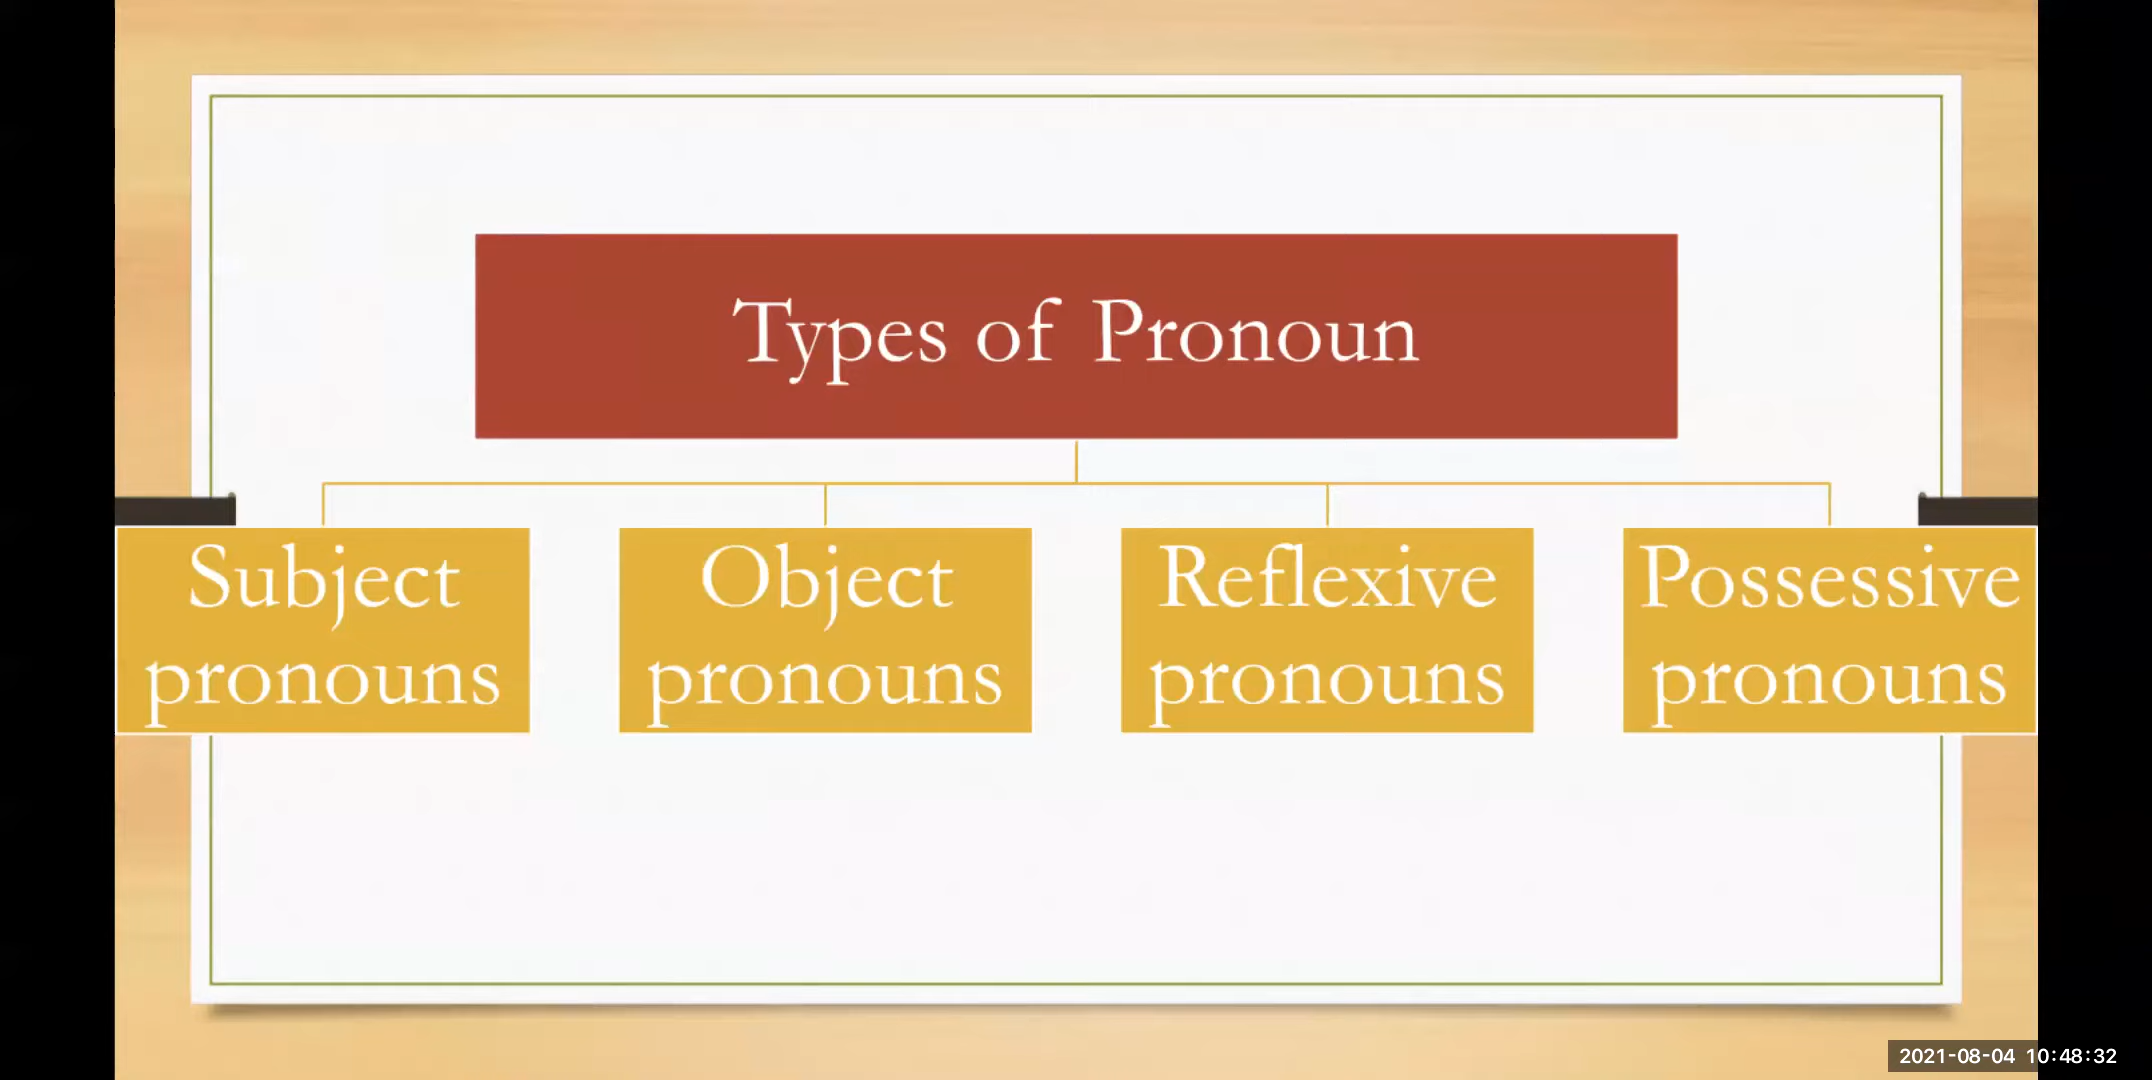 Types of Pronoun
Subject
pronouns
Object
pronouns
Reflexive
pronouns
Possessive
pronouns
2021-08-04 10:48:32